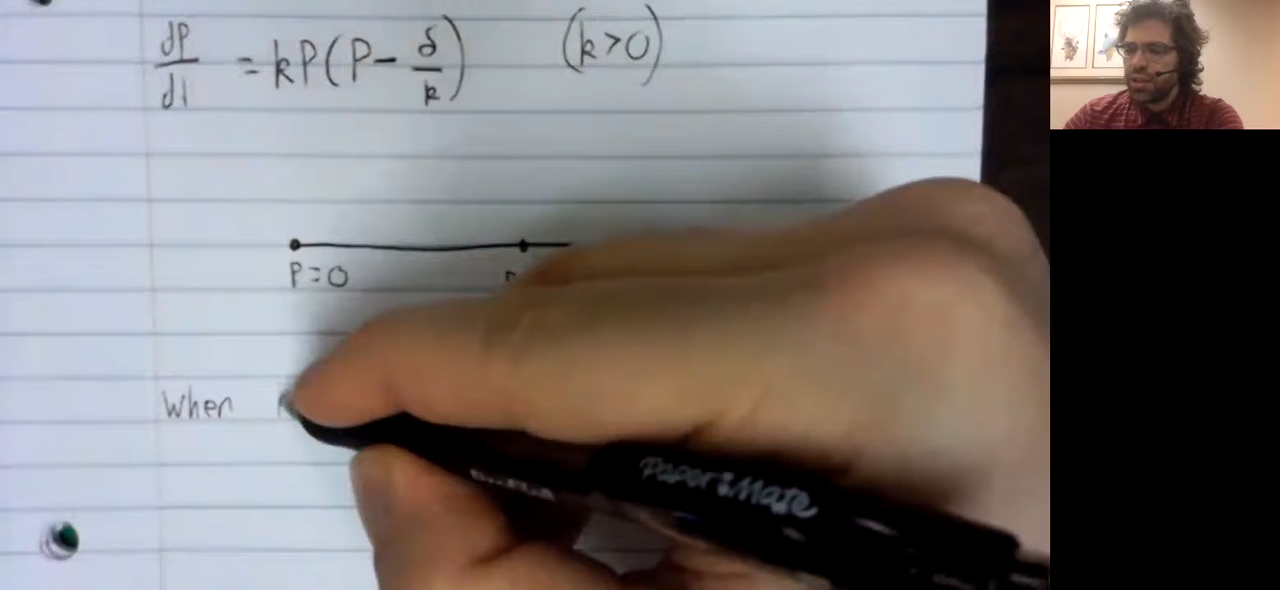 dP/dt = kP(P - δ/k) (k>0)
P=0
When
Paper:Mate